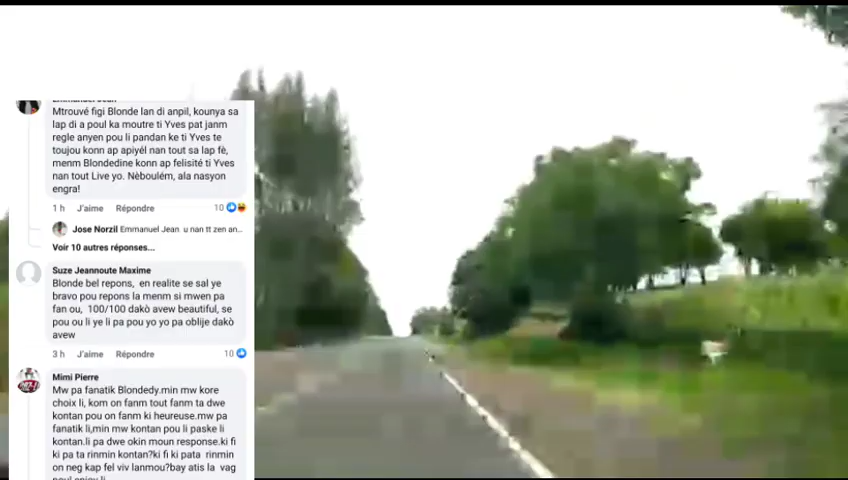 Emmanuel Jean
Mtrouvé figi Blonde lan di anpil, kounya sa
lap di a poul ka moutre ti Yves pat janm
regle anyen pou li pandan ke ti Yves te
toujou konn ap apiyél nan tout sa lap fè,
menm Blondedine konn ap felisité ti Yves
nan tout Live yo. Nèboulém, ala nasyon
engra!
1 h J'aime Répondre 10
Jose Norzil Emmanuel Jean u nan tt zen an...
Voir 10 autres réponses...
Suze Jeannoute Maxime
Blonde bel repons, en realite se sal ye
bravo pou repons la menm si mwen pa
fan ou, 100/100 dakò avew beautiful, se
pou ou li ye li pa pou yo yo pa oblije dakò
avew
3 h J'aime Répondre 10
Mimi Pierre
Mw pa fanatik Blondedy.min mw kore
choix li, kom on fanm tout fanm ta dwe
kontan pou on fanm ki heureuse.mw pa
fanatik li,min mw kontan pou li paske li
kontan.li pa dwe okin moun response.ki fi
ki pa ta rinmin kontan?ki fi ki pata rinmin
on neg kap fel viv lanmou?bay atis la vag
poul enjoy li